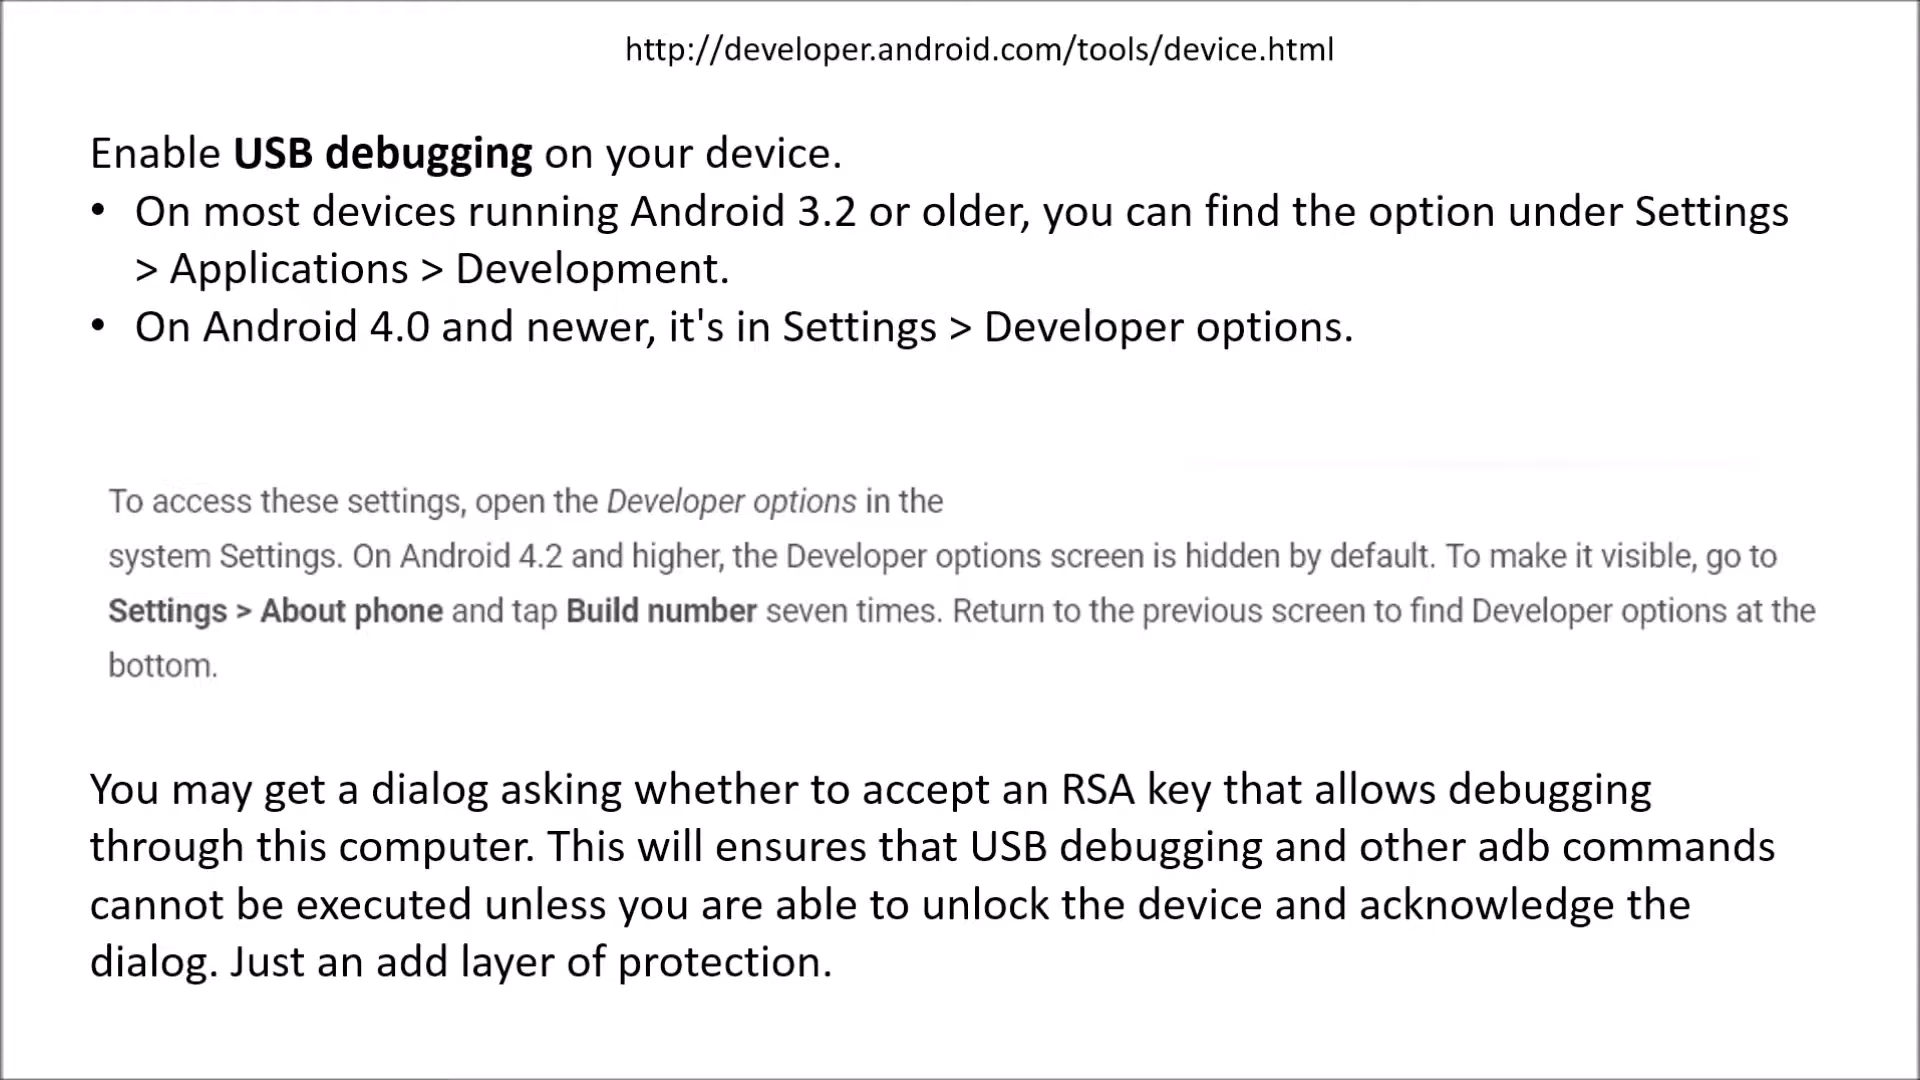 http://developer.android.com/tools/device.html
Enable USB debugging on your device.
• On most devices running Android 3.2 or older, you can find the option under Settings
> Applications > Development.
• On Android 4.0 and newer, it's in Settings > Developer options.
To access these settings, open the Developer options in the
system Settings. On Android 4.2 and higher, the Developer options screen is hidden by default. To make it visible, go to
Settings > About phone and tap Build number seven times. Return to the previous screen to find Developer options at the
bottom.
You may get a dialog asking whether to accept an RSA key that allows debugging
through this computer. This will ensures that USB debugging and other adb commands
cannot be executed unless you are able to unlock the device and acknowledge the
dialog. Just an add layer of protection.